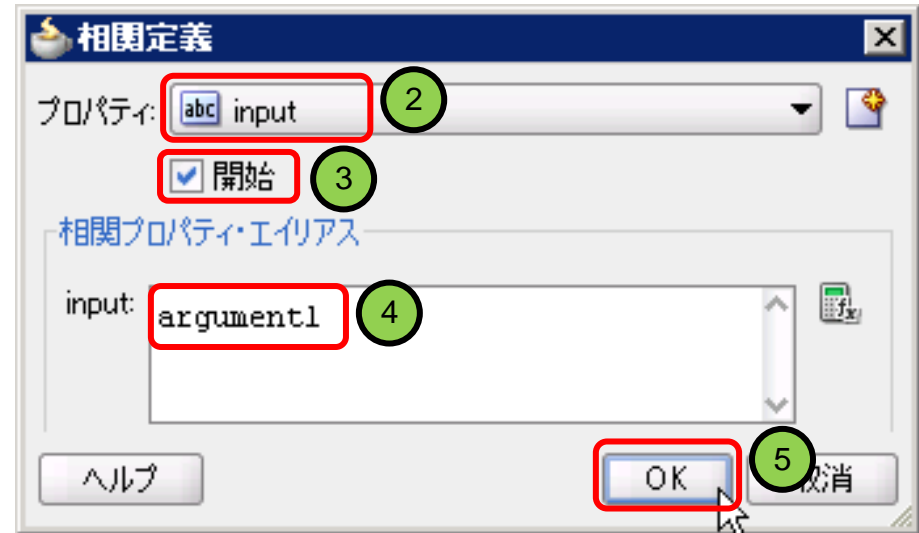 相関定義
プロパティ: abc input 2
開始 3
相関プロパティ・エイリアス
input: argument1 4
fx
ヘルプ OK 5 消